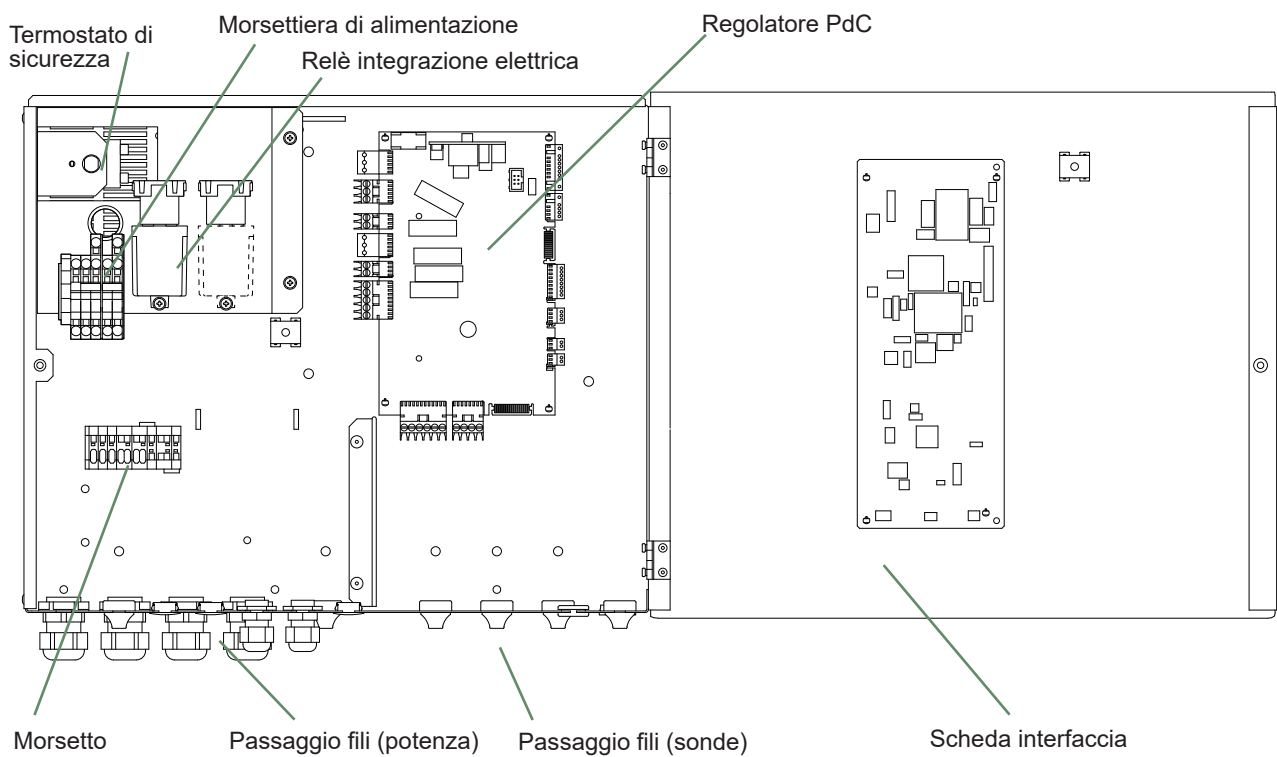 Termostato di
sicurezza
Morsettiera di alimentazione
Relè integrazione elettrica
Regolatore PdC
Morsetto
Passaggio fili (potenza)
Passaggio fili (sonde)
Scheda interfaccia